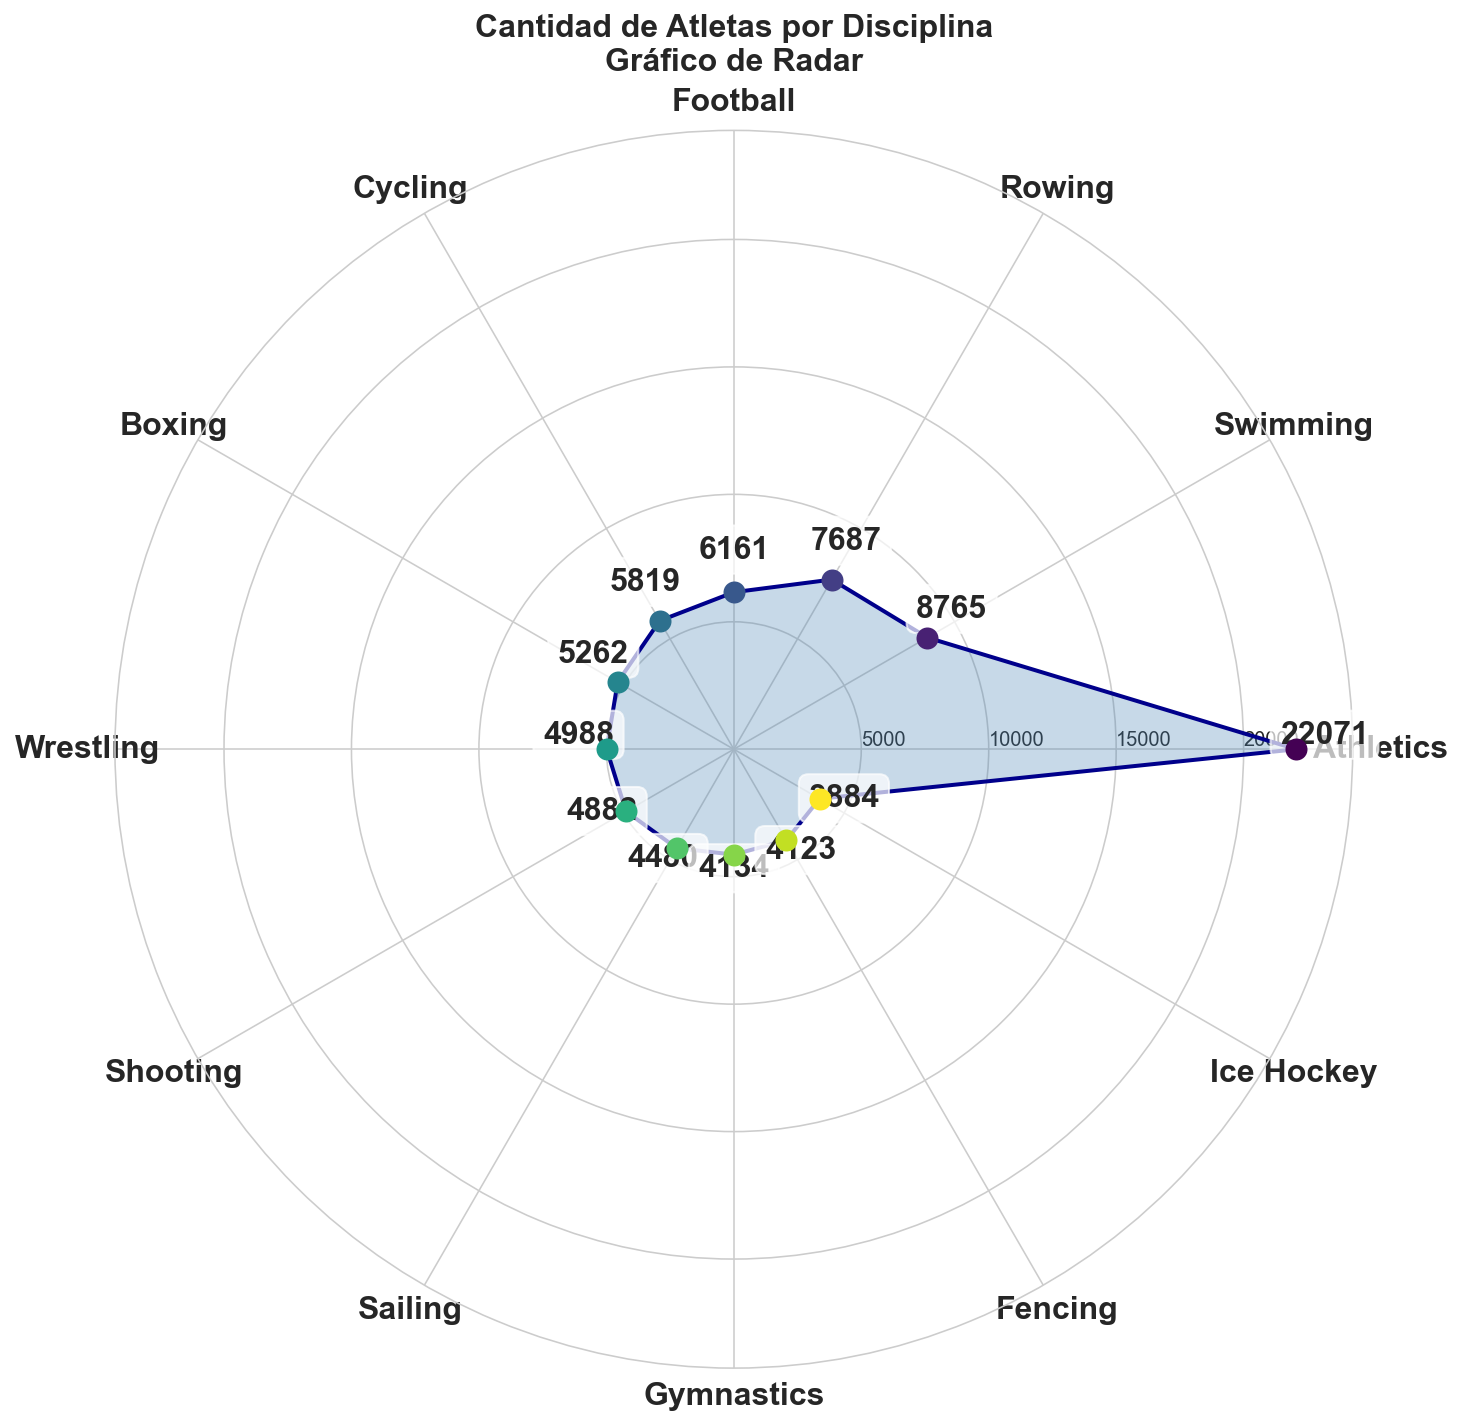 Cantidad de Atletas por Disciplina
Gráfico de Radar
Football
Cycling
Rowing
Boxing
Swimming
7687
6161
5819
8765
5262
4988
22071
5000
10000
15000
Wrestling
Athletics
4134
4123
Shooting
Ice Hockey
Sailing
Fencing
Gymnastics